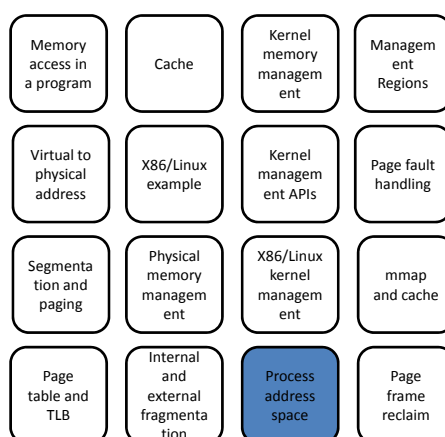 Memory
access in
a program
Cache
Kernel
memory
managem
ent
Managem
ent
Regions
Virtual to
physical
address
X86/Linux
example
Kernel
managem
ent APIs
Page fault
handling
Segmenta
tion and
paging
Physical
memory
managem
ent
X86/Linux
kernel
managem
ent
mmap
and cache
Page
table and
TLB
Internal
and
external
fragmenta
tion
Process
address
space
Page
frame
reclaim